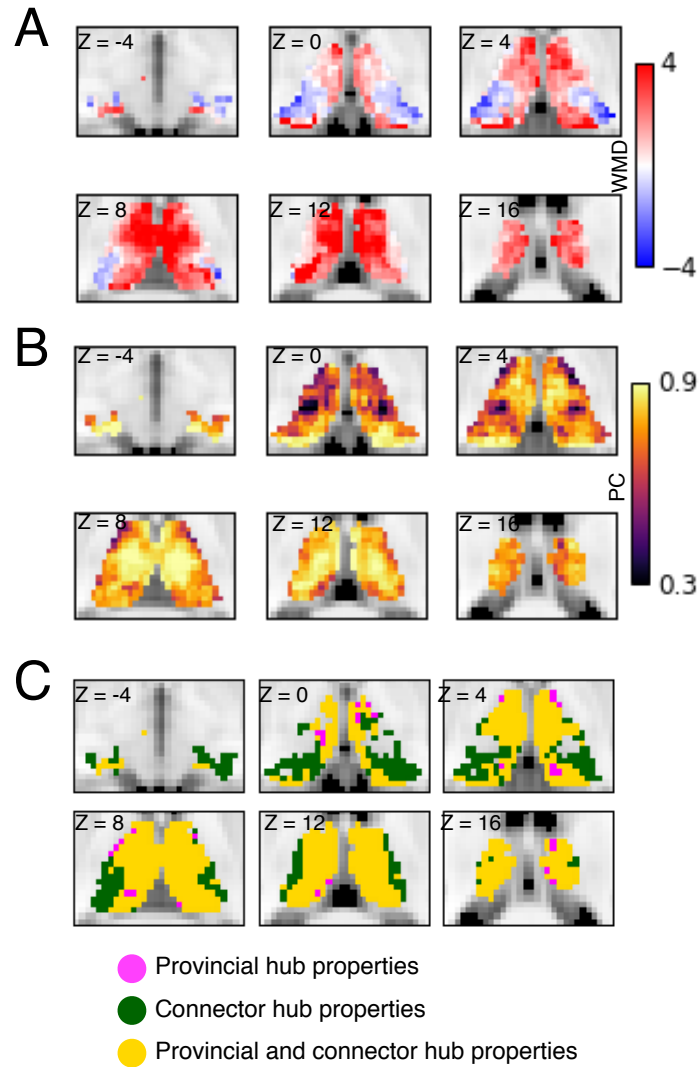 A
Z = -4
Z = 0
Z = 4
4
WMD
Z = 8
Z = 12
Z = 16
−4
B
Z = -4
Z = 0
Z = 4
0.9
PC
Z = 8
Z = 12
Z = 16
0.3
C
Z = -4
Z = 0
Z = 4
Z = 8
Z = 12
Z = 16
Provincial hub properties
Connector hub properties
Provincial and connector hub properties